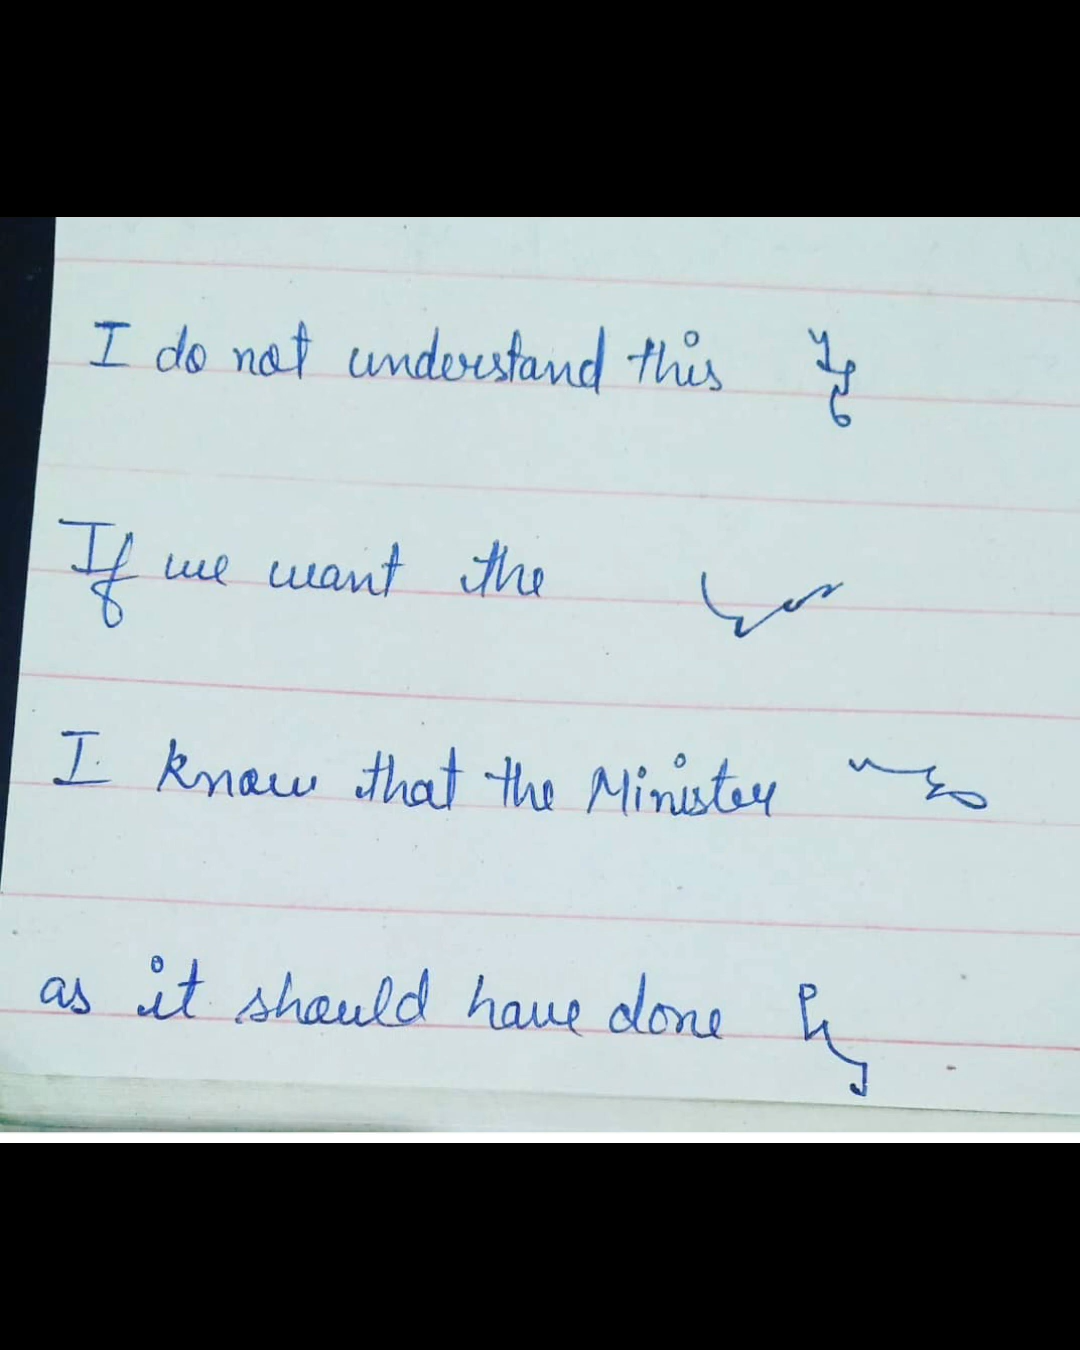 I do not understand this
If we want the
I know that the Minister
as it should have done